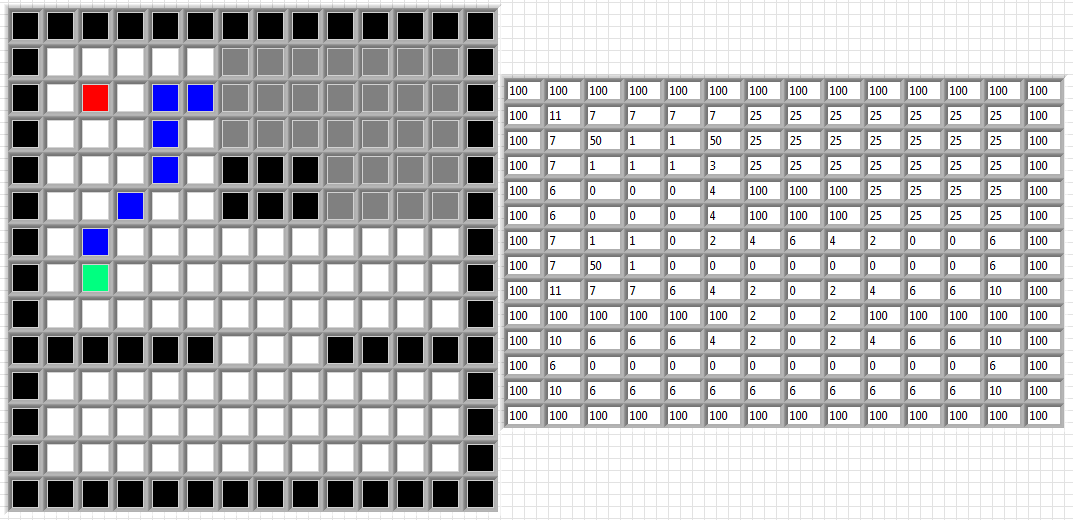 100 100 100 100 100 100 100 100 100 100 100 100 100 100
100 11 7 7 7 7 25 25 25 25 25 25 25 100
100 7 50 1 1 50 25 25 25 25 25 25 25 100
100 7 1 1 1 3 25 25 25 25 25 25 25 100
100 6 0 0 0 4 100 100 100 25 25 25 25 100
100 6 0 0 0 4 100 100 100 25 25 25 25 100
100 7 1 1 0 2 4 6 4 2 0 0 6 100
100 7 50 1 0 0 0 0 0 0 0 0 6 100
100 11 7 7 6 4 2 0 2 4 6 6 10 100
100 100 100 100 100 100 2 0 2 100 100 100 100 100
100 10 6 6 6 4 2 0 2 4 6 6 10 100
100 6 0 0 0 0 0 0 0 0 0 0 6 100
100 10 6 6 6 6 6 6 6 6 6 6 10 100
100 100 100 100 100 100 100 100 100 100 100 100 100 100